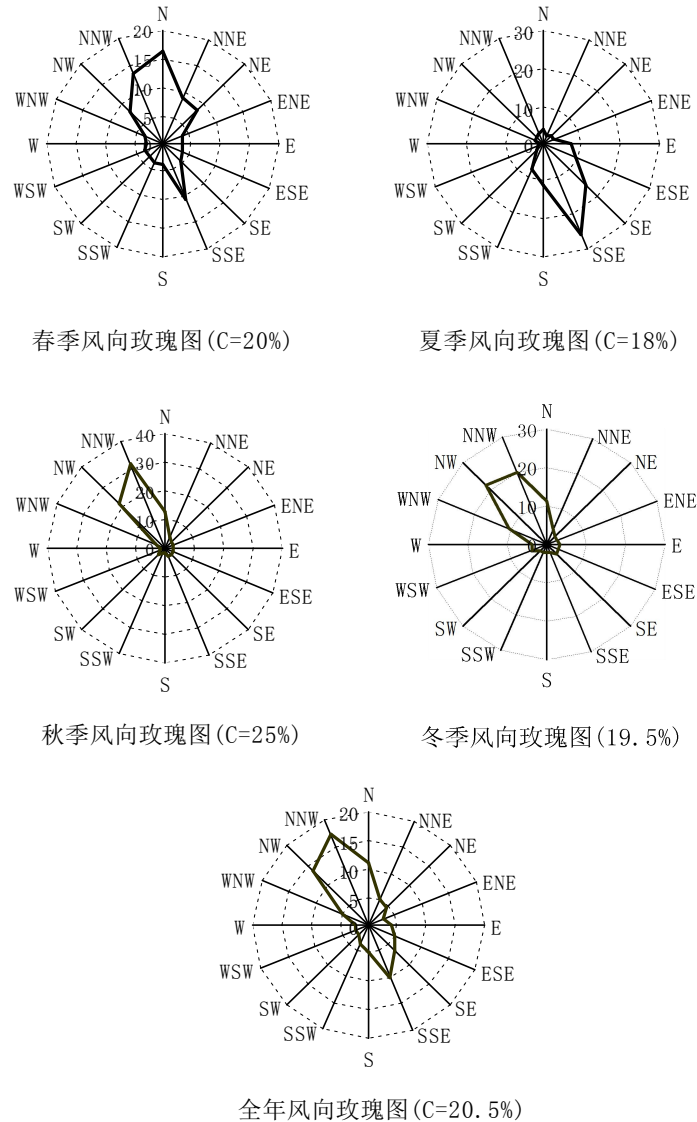 N
20
NNW
NNE
15
NW
NE
10
WNW
ENE
5
W
0
E
WSW
ESE
SW
SE
SSW
SSE
S
春季风向玫瑰图(C=20%)
N
30
NNW
NNE
20
NW
NE
WNW
ENE
10
W
0
E
WSW
ESE
SW
SE
SSW
SSE
S
夏季风向玫瑰图(C=18%)
N
40
NNW
NNE
30
NW
NE
20
WNW
ENE
10
W
0
E
WSW
ESE
SW
SE
SSW
SSE
S
秋季风向玫瑰图(C=25%)
N
30
NNW
NNE
NW
NE
20
WNW
ENE
10
W
0
E
WSW
ESE
SW
SE
SSW
SSE
S
冬季风向玫瑰图(19.5%)
N
20
NNW
NNE
15
NW
NE
10
WNW
ENE
5
W
0
E
WSW
ESE
SW
SE
SSW
SSE
S
全年风向玫瑰图(C=20.5%)